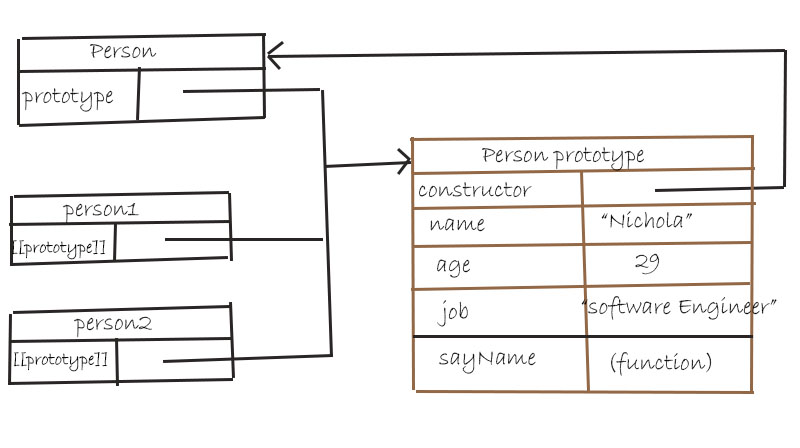 Person
prototype
person1
[[prototype]]
person2
[[prototype]]
Person prototype
constructor
name “Nichola”
age 29
job “software Engineer”
sayName (function)